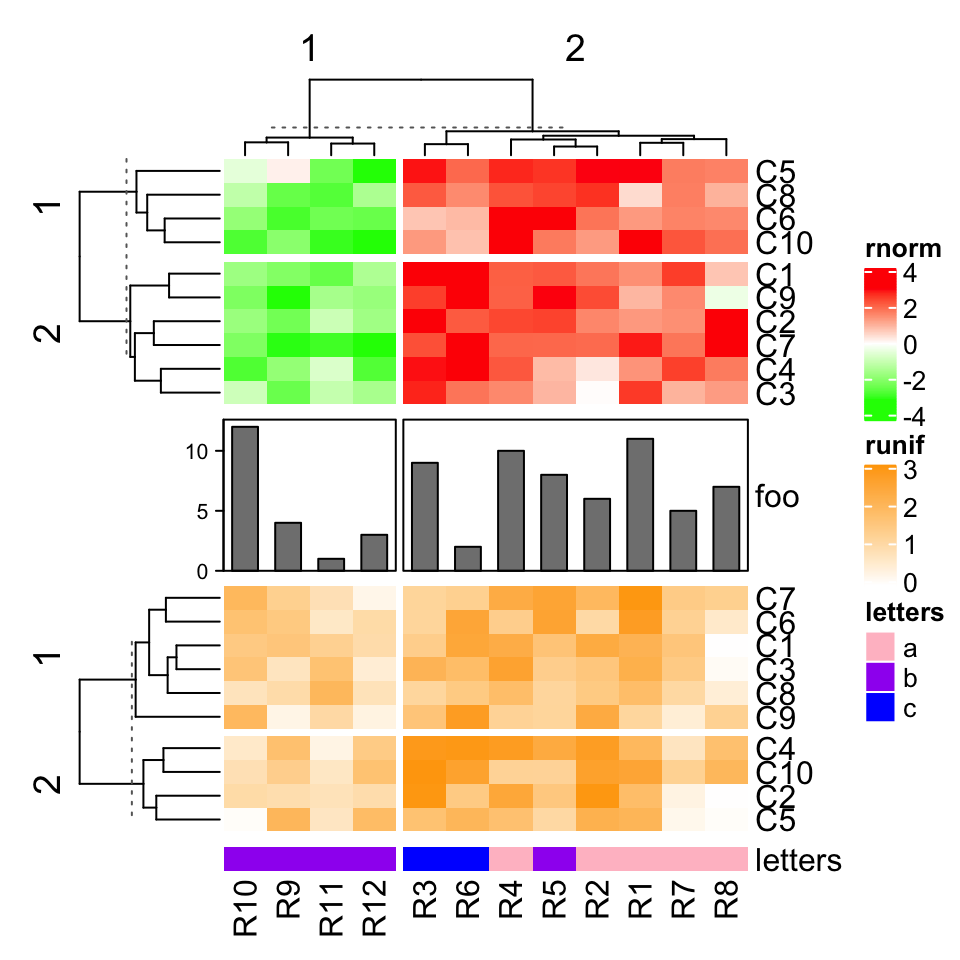 1 2
1
C5
C8
C6
C10
2
C1
C9
C2
C7
C4
C3
10
5
0
foo
1
C7
C6
C1
C3
C8
C9
2
C4
C10
C2
C5
letters
R10 R9 R11 R12 R3 R6 R4 R5 R2 R1 R7 R8
rnorm
4
2
0
-2
-4
runif
3
2
1
0
letters
a
b
c